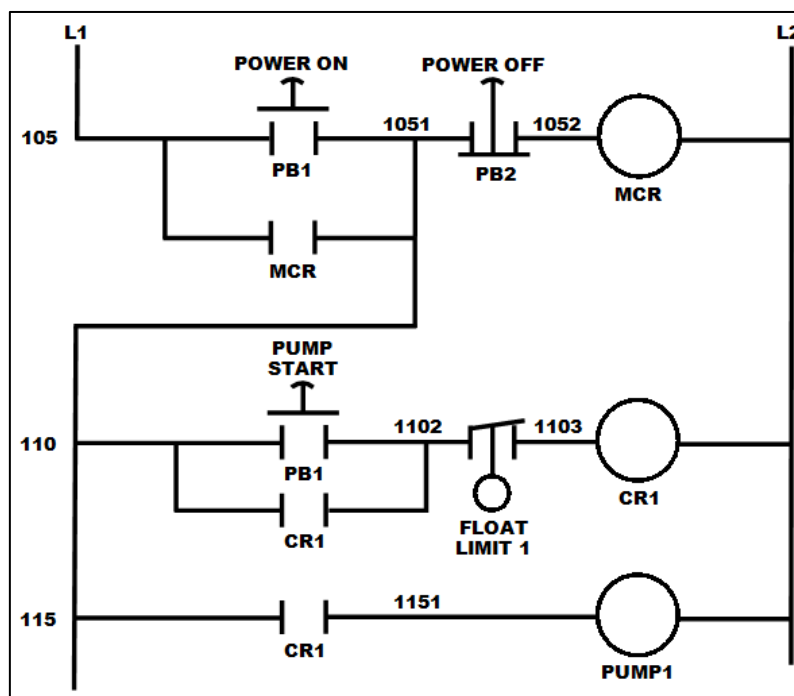 L1
L2
POWER ON
POWER OFF
105
1051
1052
PB1
PB2
MCR
MCR
PUMP
START
110
1102
1103
PB1
CR1
CR1
FLOAT
LIMIT 1
115
1151
CR1
PUMP1